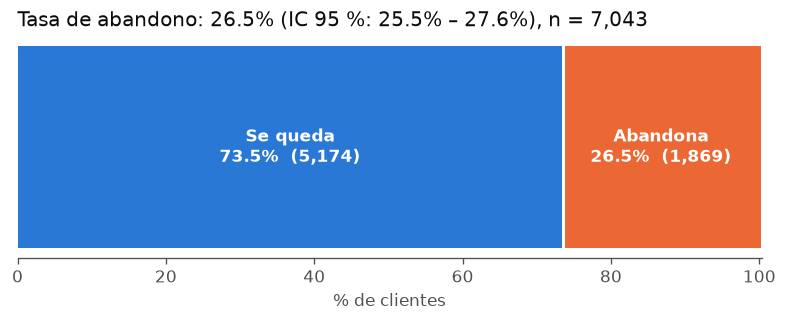 Tasa de abandono: 26.5% (IC 95 %: 25.5% – 27.6%), n = 7,043
Se queda
73.5%  (5,174)
Abandona
26.5%  (1,869)
0
20
40
60
80
100
% de clientes